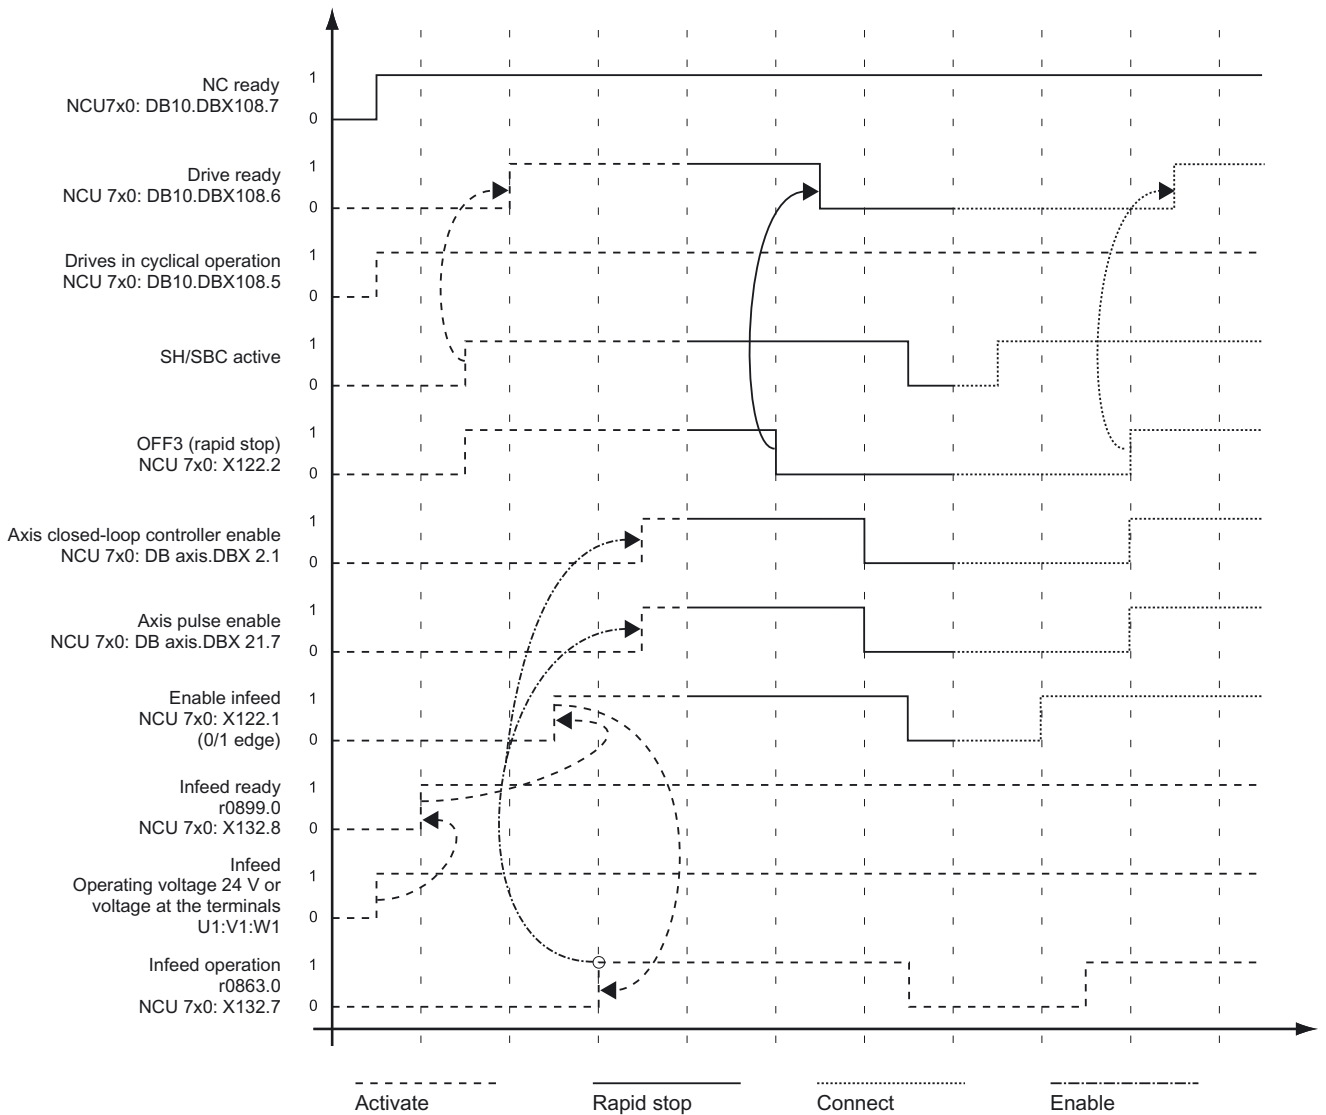 NC ready
NCU7x0: DB10.DBX108.7
1
0
Drive ready
NCU 7x0: DB10.DBX108.6
1
0
Drives in cyclical operation
NCU 7x0: DB10.DBX108.5
1
0
SH/SBC active
1
0
OFF3 (rapid stop)
NCU 7x0: X122.2
1
0
Axis closed-loop controller enable
NCU 7x0: DB axis.DBX 2.1
1
0
Axis pulse enable
NCU 7x0: DB axis.DBX 21.7
1
0
Enable infeed
NCU 7x0: X122.1
(0/1 edge)
1
0
Infeed ready
r0899.0
NCU 7x0: X132.8
1
0
Infeed
Operating voltage 24 V or
voltage at the terminals
U1:V1:W1
1
0
Infeed operation
r0863.0
NCU 7x0: X132.7
1
0
Activate
Rapid stop
Connect
Enable